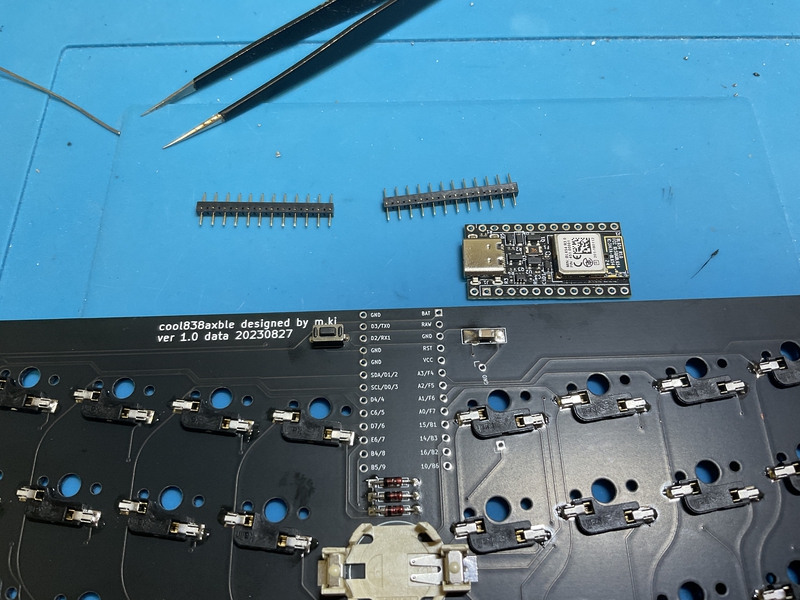 cool838axble designed by m.ki
ver 1.0 data 20230827
GND
BAT
D3/TX0
RAW
D2/RX1
GND
GND
RST
GND
VCC
SDA/D1/2
A3/F4
SCL/D0/3
A2/F5
D4/4
A1/F6
C6/5
A0/F7
D7/6
15/B1
E6/7
14/B3
B4/8
16/B2
B5/9
10/B6
GND